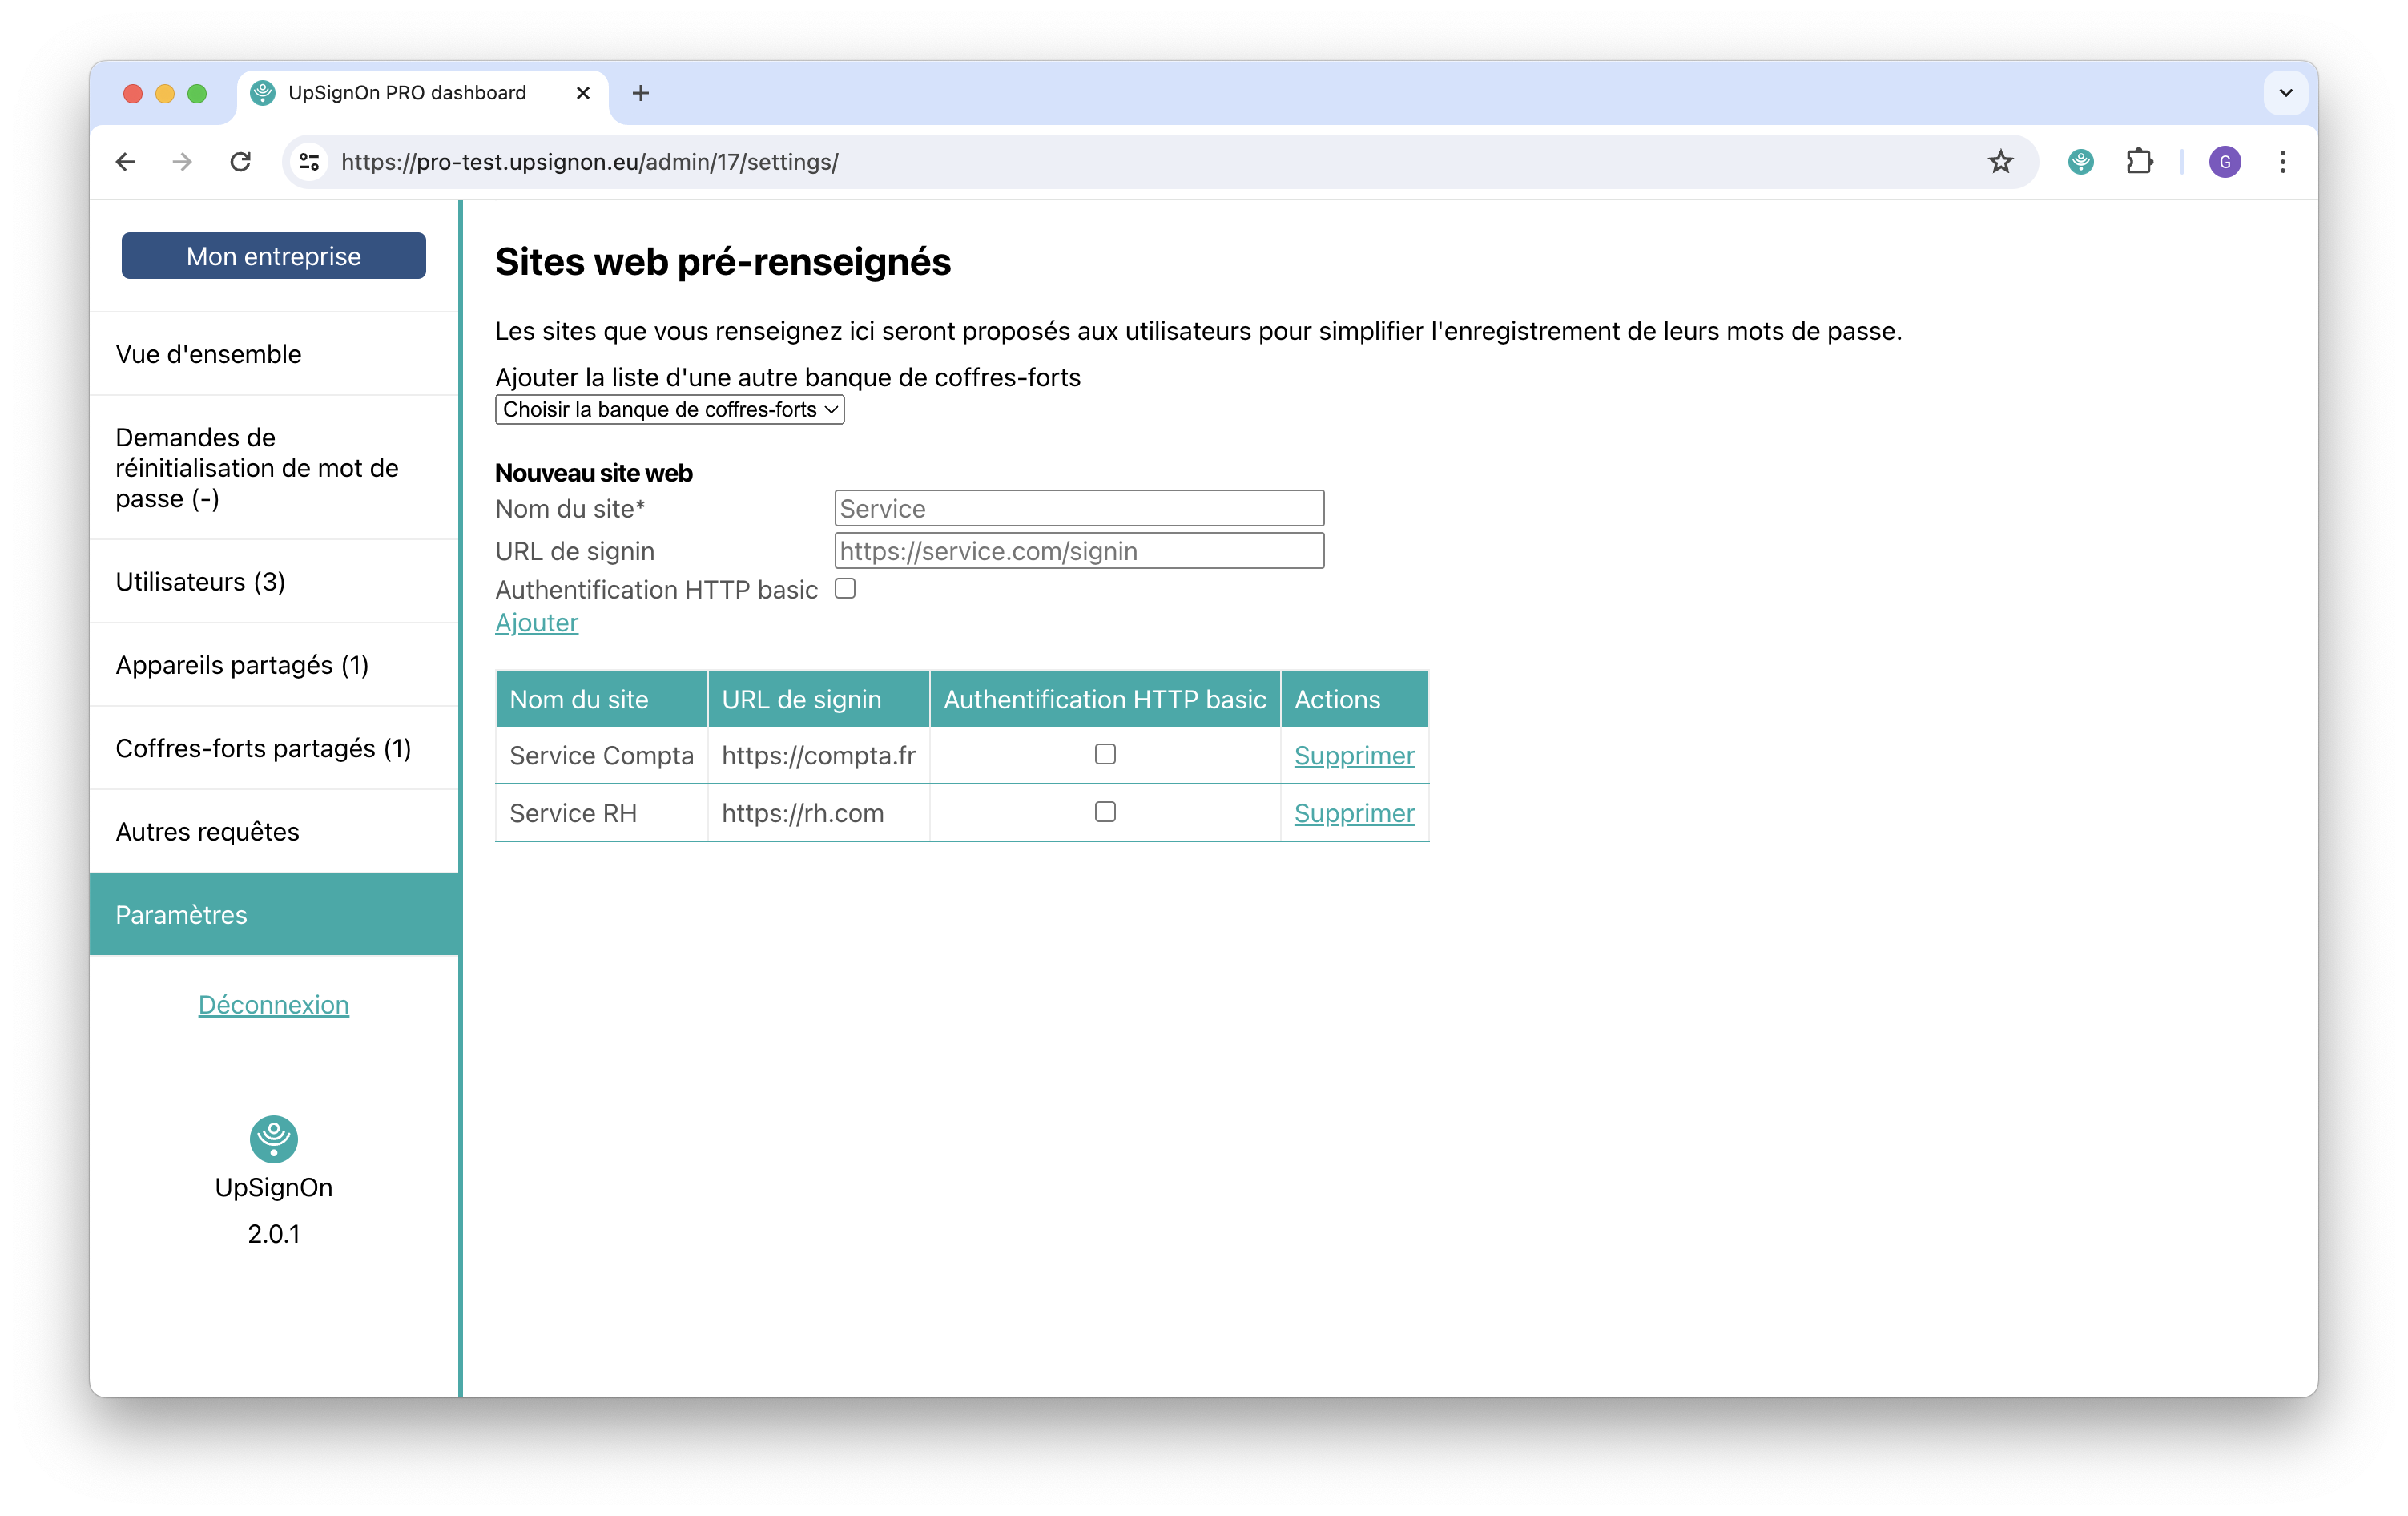 UpSignOn PRO dashboard
https://pro-test.upsignon.eu/admin/17/settings/
G
Mon entreprise
Vue d'ensemble
Demandes de
réinitialisation de mot de
passe (-)
Utilisateurs (3)
Appareils partagés (1)
Coffres-forts partagés (1)
Autres requêtes
Paramètres
Déconnexion
UpSignOn
2.0.1
Sites web pré-renseignés
Les sites que vous renseignez ici seront proposés aux utilisateurs pour simplifier l'enregistrement de leurs mots de passe.
Ajouter la liste d'une autre banque de coffres-forts
Choisir la banque de coffres-forts
Nouveau site web
Nom du site* Service
URL de signin https://service.com/signin
Authentification HTTP basic
Ajouter
Nom du site URL de signin Authentification HTTP basic Actions
Service Compta https://compta.fr Supprimer
Service RH https://rh.com Supprimer